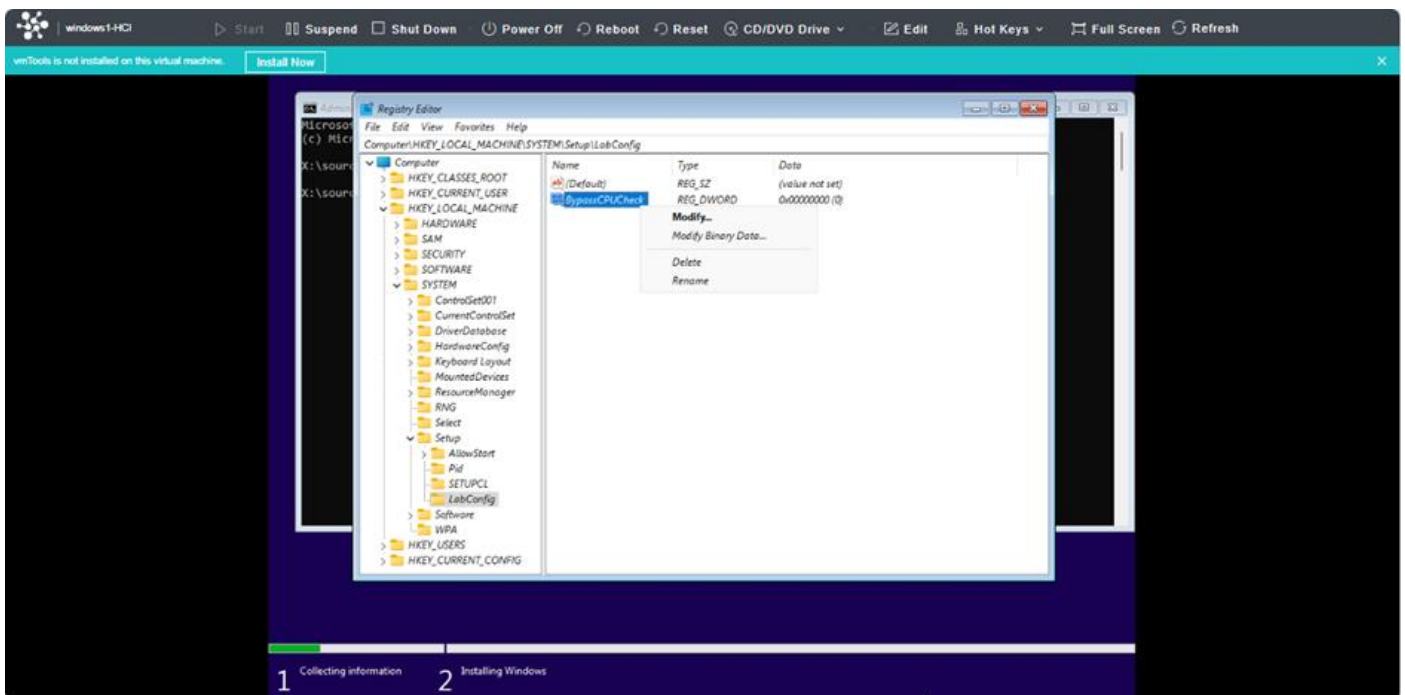 windows1-HCI Start Suspend Shut Down Power Off Reboot Reset CD/DVD Drive Edit Hot Keys Full Screen Refresh
vmTools is not installed on this virtual machine. Install Now
Registry Editor
File Edit View Favorites Help
Computer\HKEY_LOCAL_MACHINE\SYSTEM\Setup\LabConfig
(c)
Computer
HKEY_CLASSES_ROOT
HKEY_CURRENT_USER
HKEY_LOCAL_MACHINE
HARDWARE
SAM
SECURITY
SOFTWARE
SYSTEM
ControlSet001
CurrentControlSet
DriverDatabase
HardwareConfig
Keyboard Layout
MountedDevices
ResourceManager
RNG
Select
Setup
AllowStart
Pid
SETUPCL
LabConfig
Software
WPA
HKEY_USERS
HKEY_CURRENT_CONFIG
Name Type Data
(Default) REG_SZ (value not set)
BypassCPUCheck REG_DWORD 0x00000000 (0)
Modify...
Modify Binary Data...
Delete
Rename
1 Collecting information 2 Installing Windows